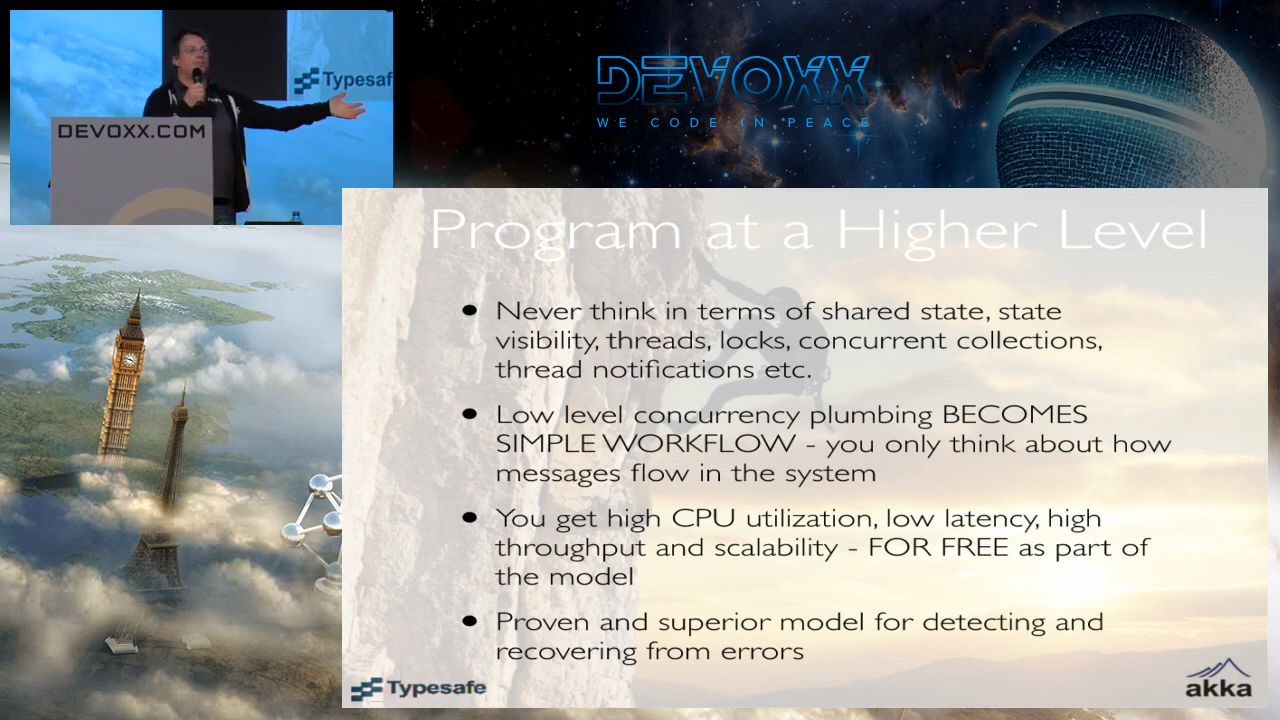 Typesaf
DEVOXX.COM
DEVOXX
WE CODE IN PEACE
Program at a Higher Level
• Never think in terms of shared state, state
visibility, threads, locks, concurrent collections,
thread notifications etc.
• Low level concurrency plumbing BECOMES
SIMPLE WORKFLOW - you only think about how
messages flow in the system
• You get high CPU utilization, low latency, high
throughput and scalability - FOR FREE as part of
the model
• Proven and superior model for detecting and
recovering from errors
Typesafe
akka